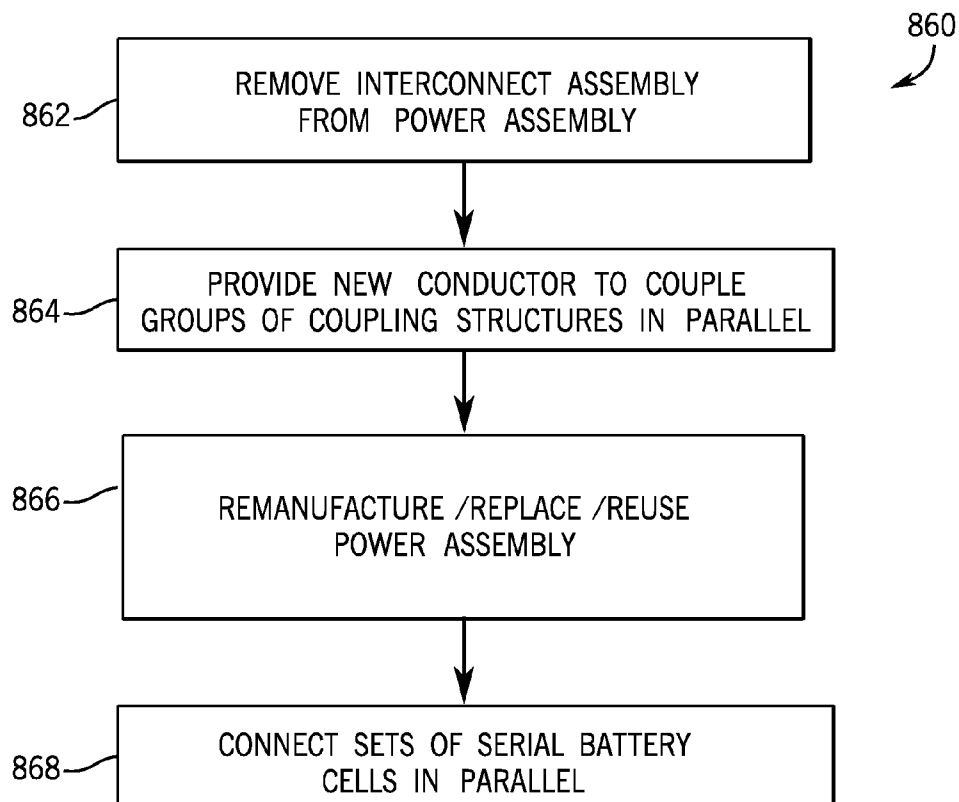 860
862
REMOVE INTERCONNECT ASSEMBLY
FROM POWER ASSEMBLY
864
PROVIDE NEW CONDUCTOR TO COUPLE
GROUPS OF COUPLING STRUCTURES IN PARALLEL
866
REMANUFACTURE /REPLACE /REUSE
POWER ASSEMBLY
868
CONNECT SETS OF SERIAL BATTERY
CELLS IN PARALLEL